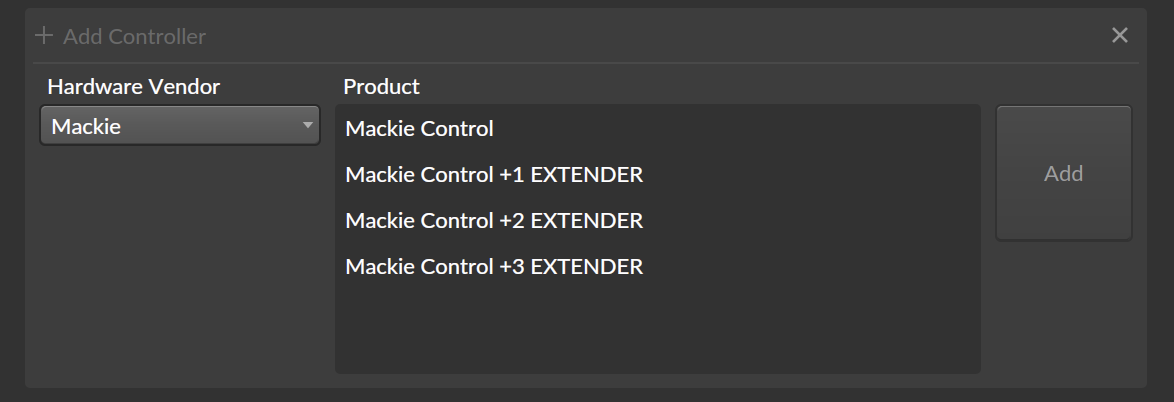 Add Controller
Hardware Vendor
Mackie
Product
Mackie Control
Mackie Control +1 EXTENDER
Mackie Control +2 EXTENDER
Mackie Control +3 EXTENDER
Add